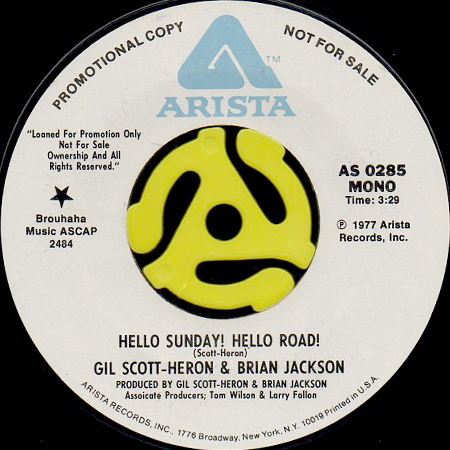 PROMOTIONAL COPY
NOT FOR SALE
TM
ARISTA
"Loaned For Promotion Only
Not For Sale
Ownership And All
Rights Reserved."
Brouhaha
Music ASCAP
2484
AS 0285
MONO
Time: 3:29
℗ 1977 Arista
Records, Inc.
HELLO SUNDAY! HELLO ROAD!
(Scott-Heron)
GIL SCOTT-HERON & BRIAN JACKSON
PRODUCED BY GIL SCOTT-HERON & BRIAN JACKSON
Assoicate Producers; Tom Wilson & Larry Fallon
ARISTA RECORDS, INC., 1776 Broadway, New York, N.Y. 10019 Printed in U.S.A.